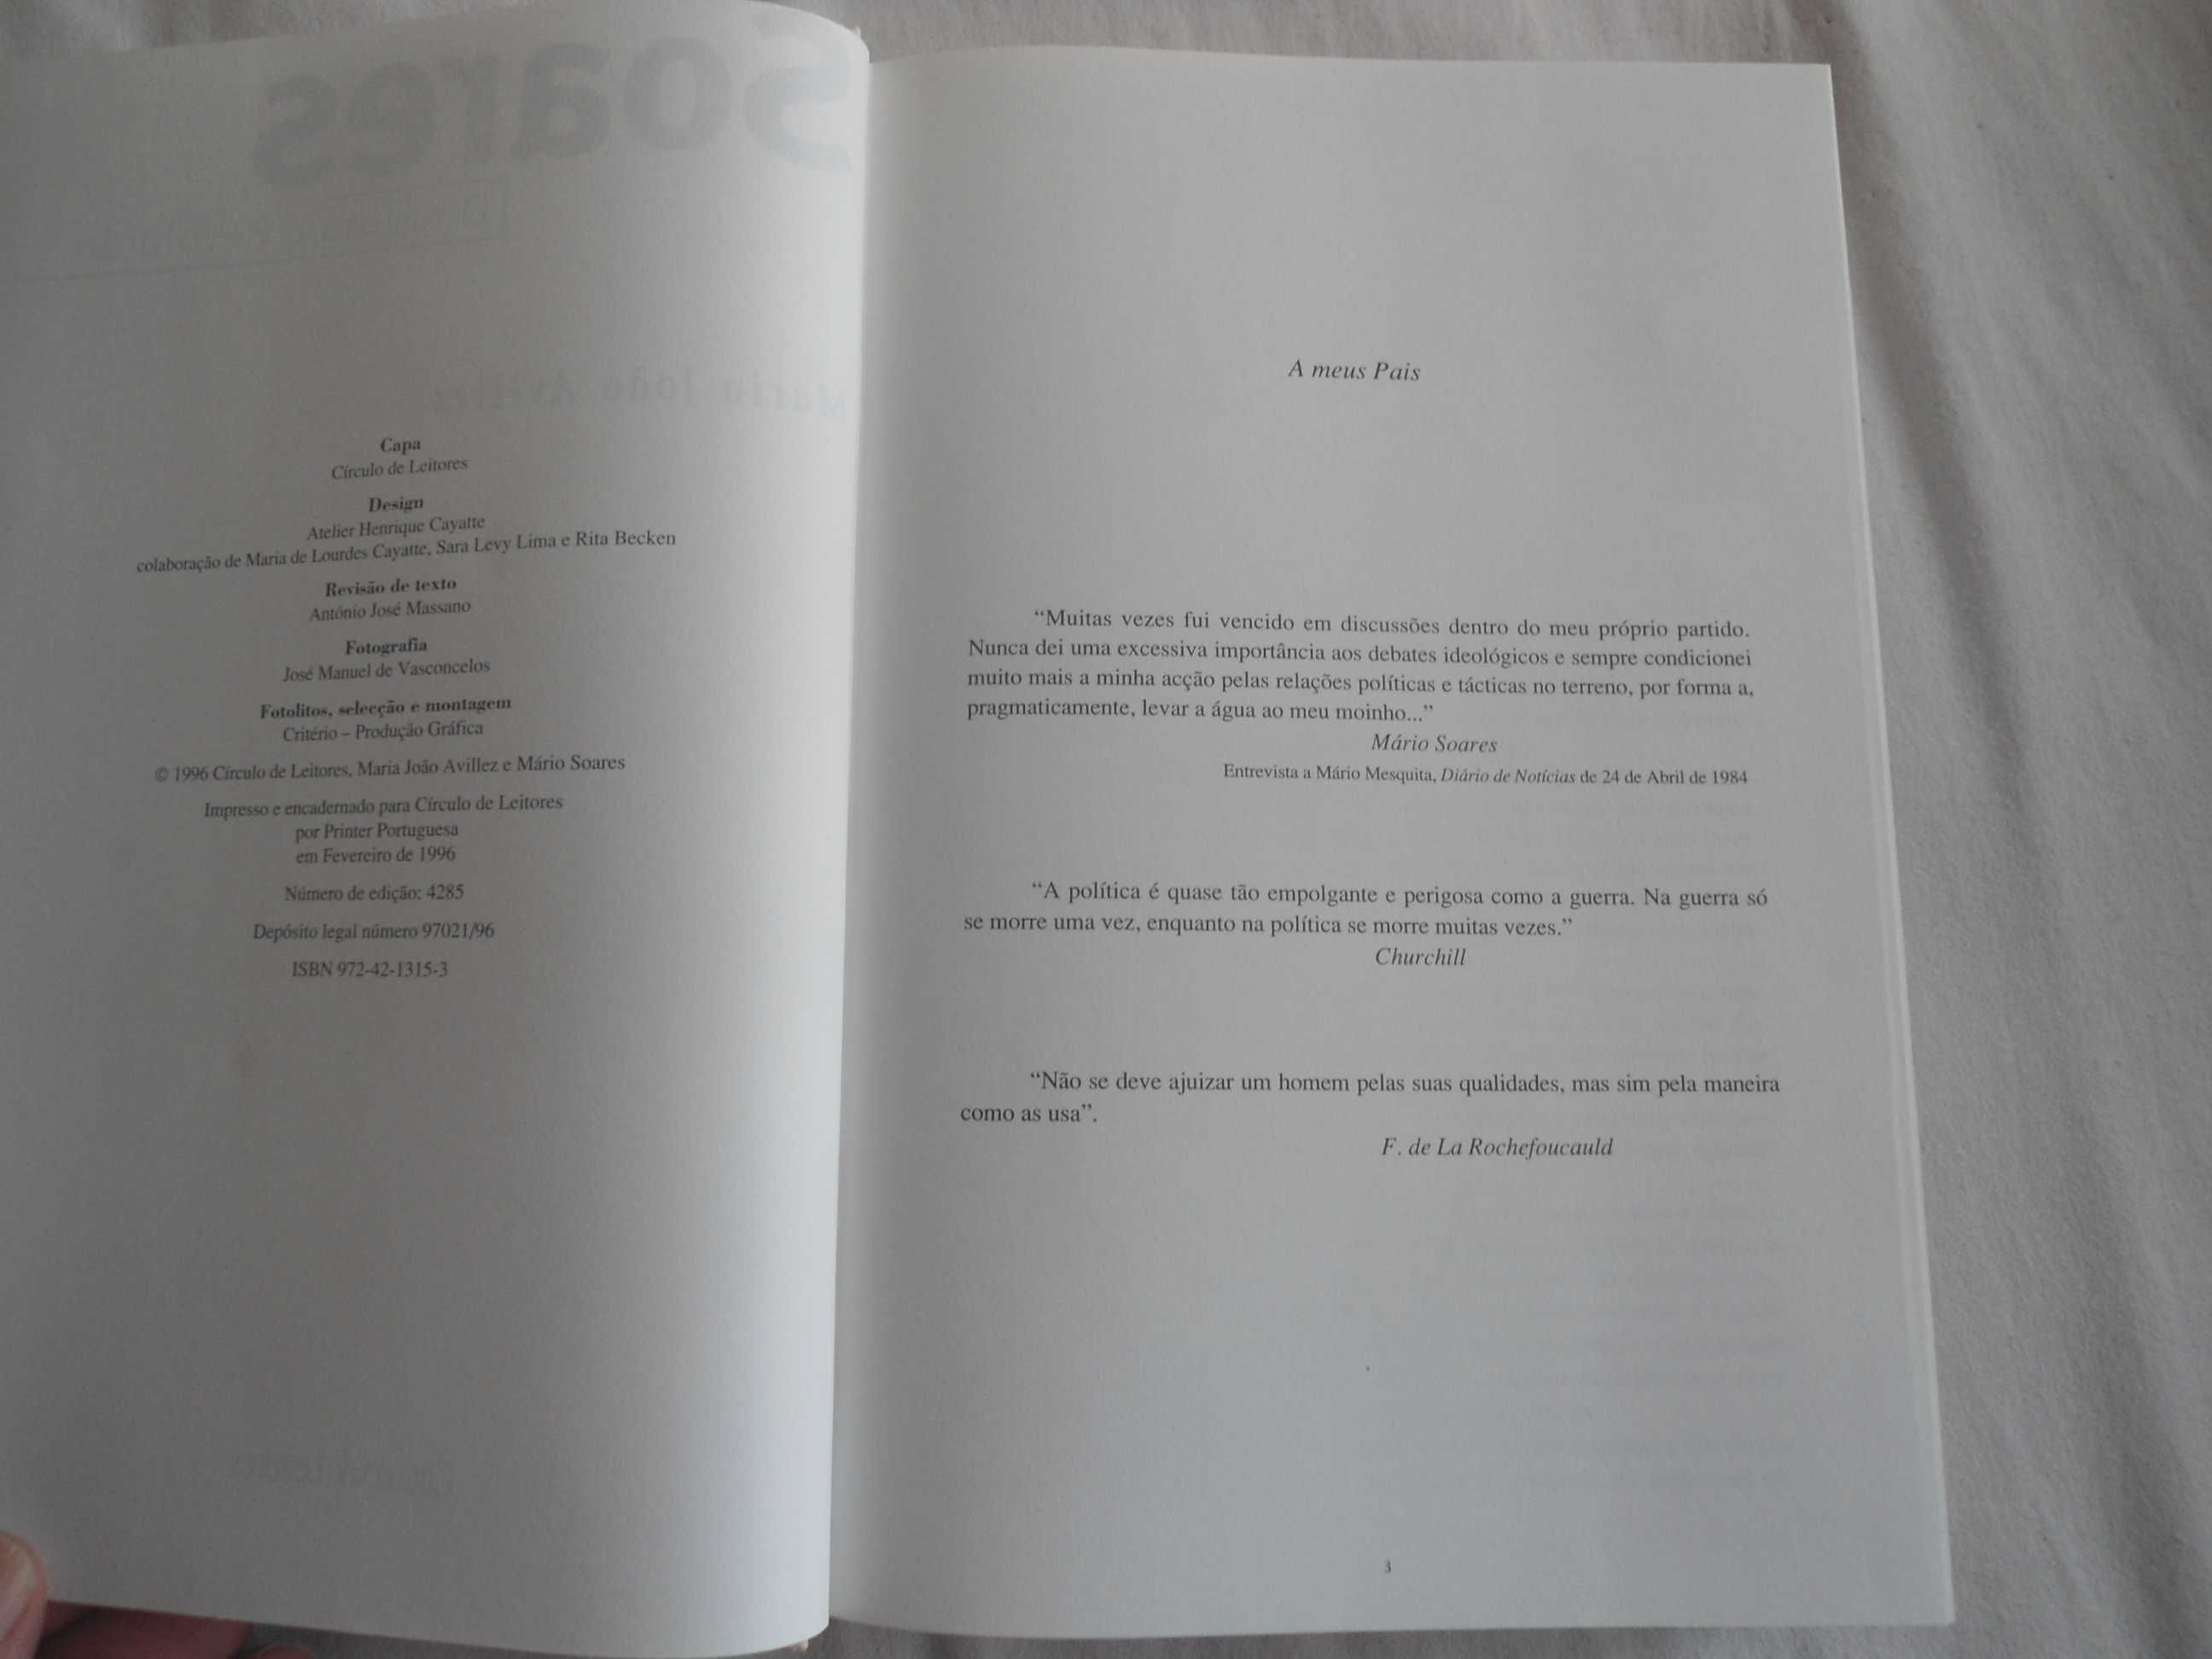 Soares
Maria João Avillez
Capa
Círculo de Leitores
Design
Atelier Henrique Cayatte
colaboração de Maria de Lourdes Cayatte, Sara Levy Lima e Rita Becken
Revisão de texto
António José Massano
Fotografia
José Manuel de Vasconcelos
Fotolitos, selecção e montagem
Critério – Produção Gráfica
© 1996 Círculo de Leitores, Maria João Avillez e Mário Soares
Impresso e encadernado para Círculo de Leitores
por Printer Portuguesa
em Fevereiro de 1996
Número de edição: 4285
Depósito legal número 97021/96
ISBN 972-42-1315-3
A meus Pais
“Muitas vezes fui vencido em discussões dentro do meu próprio partido.
Nunca dei uma excessiva importância aos debates ideológicos e sempre condicionei
muito mais a minha acção pelas relações políticas e tácticas no terreno, por forma a,
pragmaticamente, levar a água ao meu moinho...”
Mário Soares
Entrevista a Mário Mesquita, Diário de Notícias de 24 de Abril de 1984
“A política é quase tão empolgante e perigosa como a guerra. Na guerra só
se morre uma vez, enquanto na política se morre muitas vezes.”
Churchill
“Não se deve ajuizar um homem pelas suas qualidades, mas sim pela maneira
como as usa”.
F. de La Rochefoucauld
3